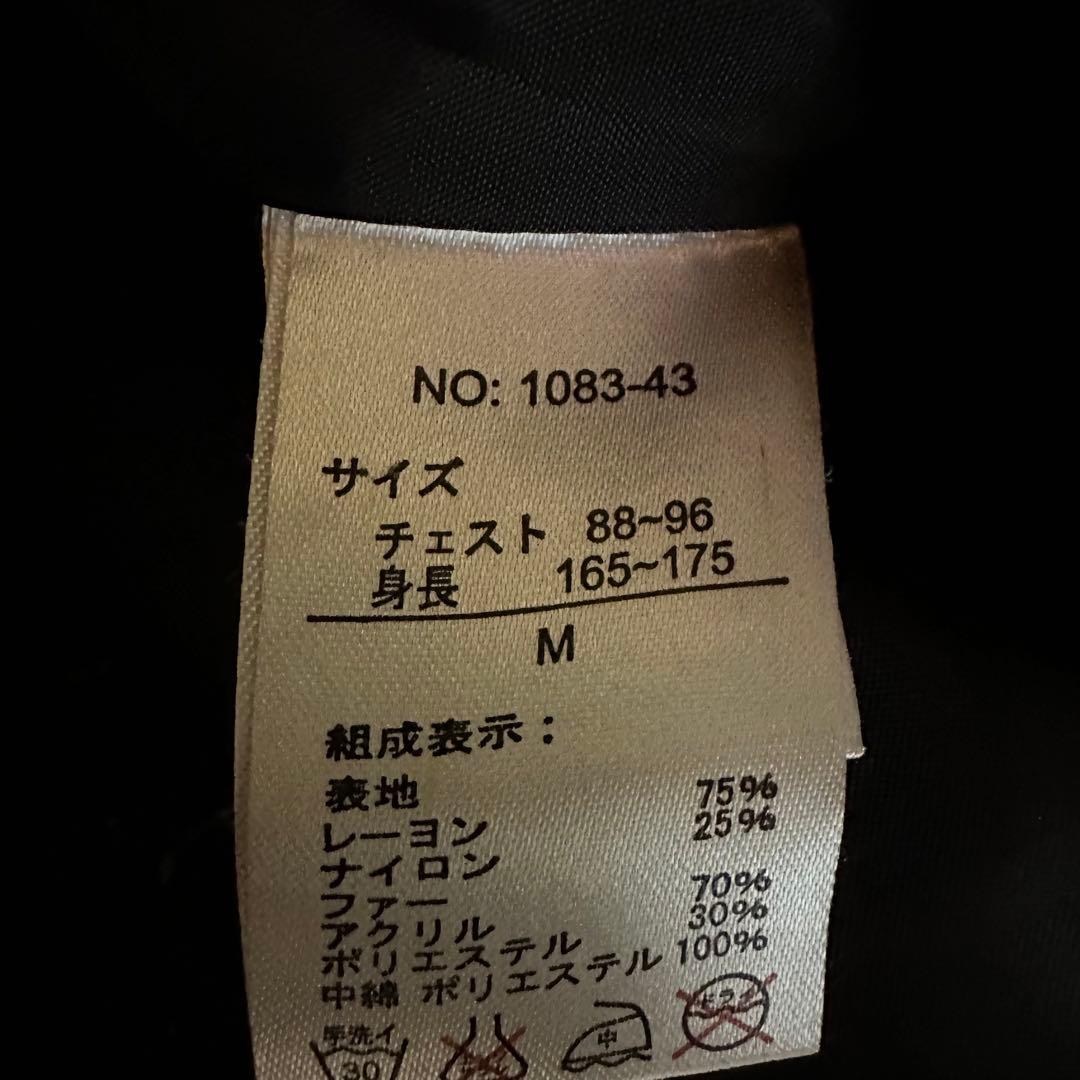 NO: 1083-43
サイズ
チェスト 88~96
身長 165~175
M
組成表示：
表地
レーヨン 75%
ナイロン 25%
ファー
アクリル 70%
ポリエステル 30%
中綿 ポリエステル 100%
手洗イ 中 ドライ
30